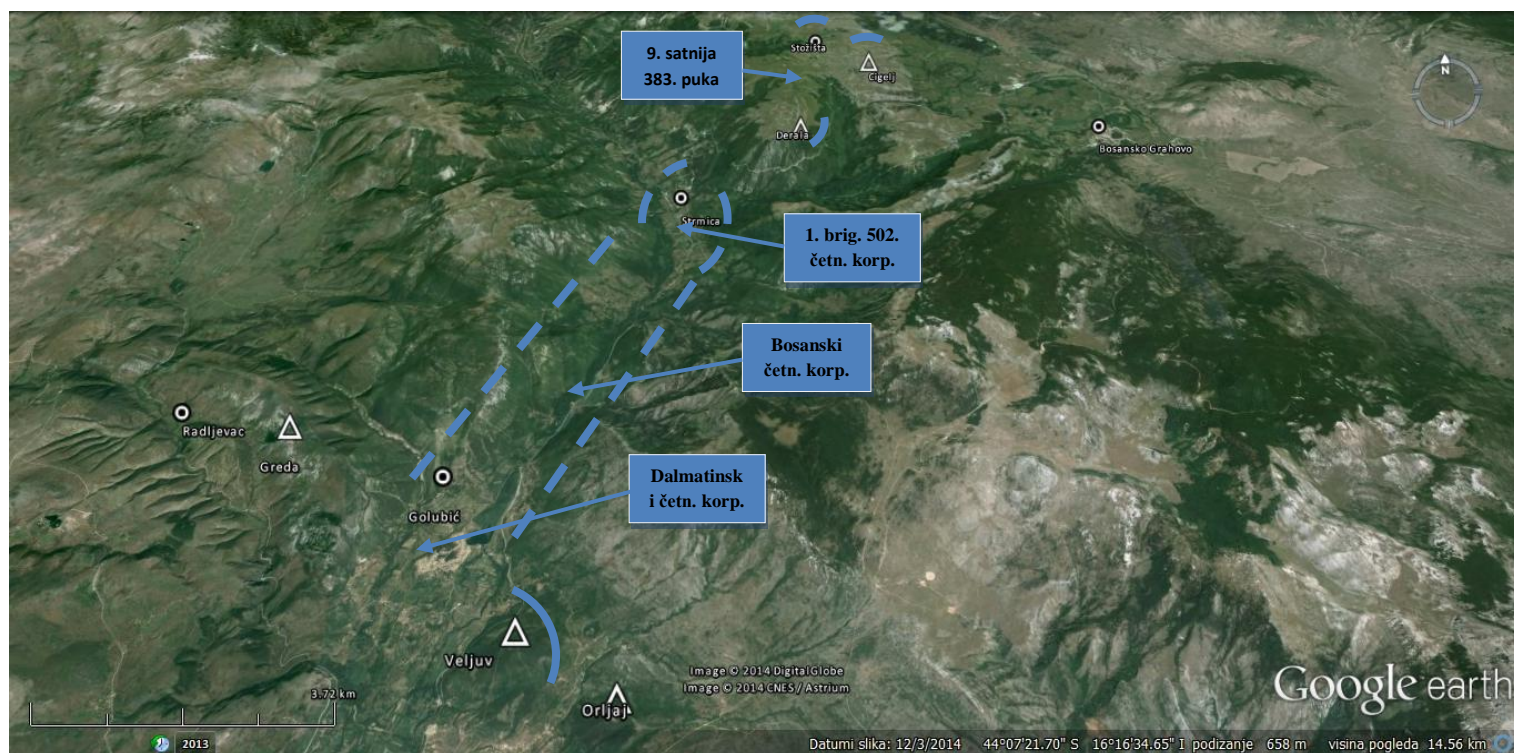 9. satnija
383. puka
Stožišta
Cigelj
N
Derala
Bosansko Grahovo
Strmica
1. brig. 502.
četn. korp.
Bosanski
četn. korp.
Radljevac
Greda
Golubić
Dalmatinsk
i četn. korp.
Veljuv
Orljaj
3.72 km
Image © 2014 DigitalGlobe
Image © 2014 CNES / Astrium
Google earth
2013
Datumi slika: 12/3/2014 44°07'21.70" S 16°16'34.65" I podizanje 658 m visina pogleda 14.56 km